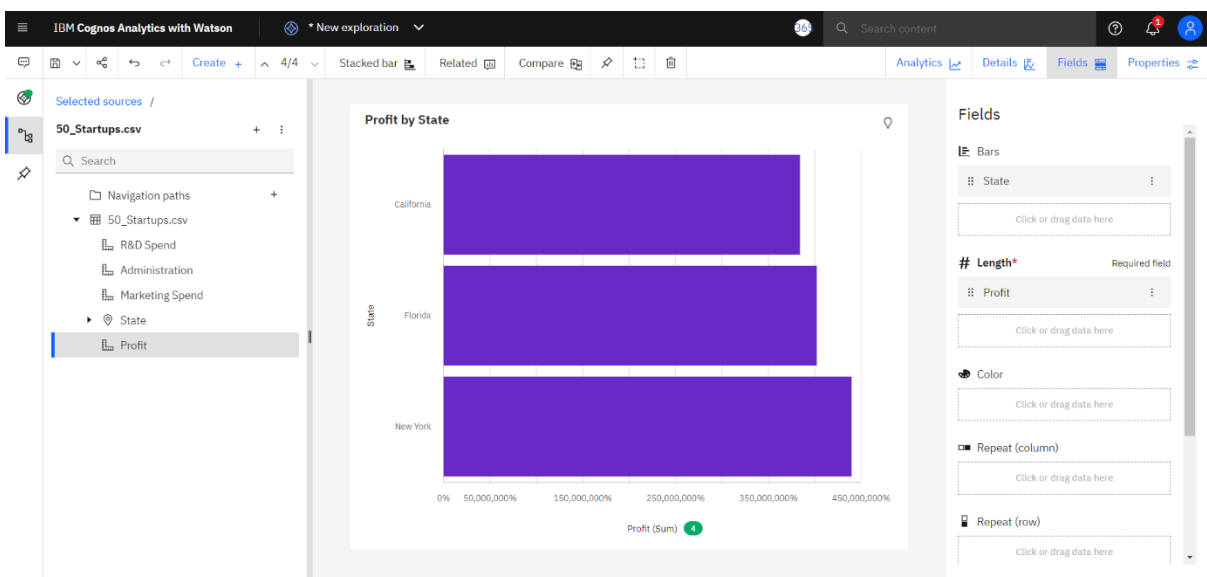 IBM Cognos Analytics with Watson
* New exploration
365
Search content
1
Create +
4/4
Stacked bar
Related
Compare
Analytics
Details
Fields
Properties
Selected sources /
50_Startups.csv
Search
Navigation paths
50_Startups.csv
R&D Spend
Administration
Marketing Spend
State
Profit
Profit by State
California
Florida
New York
State
0% 50,000,000% 150,000,000% 250,000,000% 350,000,000% 450,000,000%
Profit (Sum) 4
Fields
Bars
State
Click or drag data here
# Length* Required field
Profit
Click or drag data here
Color
Click or drag data here
Repeat (column)
Click or drag data here
Repeat (row)
Click or drag data here